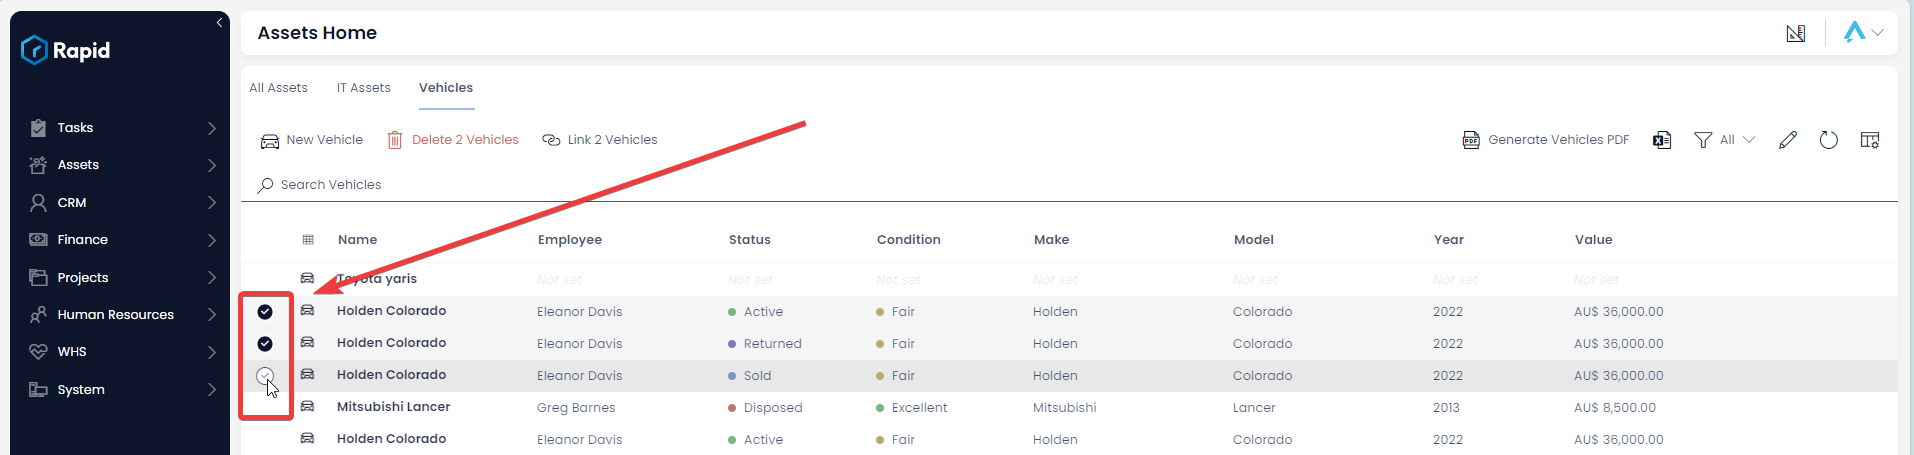 Rapid
Assets Home
All Assets IT Assets Vehicles
New Vehicle Delete 2 Vehicles Link 2 Vehicles PDF Generate Vehicles PDF All
Search Vehicles
Tasks
Assets
CRM
Finance
Projects
Human Resources
WHS
System
Name Employee Status Condition Make Model Year Value
Toyota yaris Not set Not set Not set Not set Not set Not set Not set
Holden Colorado Eleanor Davis Active Fair Holden Colorado 2022 AU$ 36,000.00
Holden Colorado Eleanor Davis Returned Fair Holden Colorado 2022 AU$ 36,000.00
Holden Colorado Eleanor Davis Sold Fair Holden Colorado 2022 AU$ 36,000.00
Mitsubishi Lancer Greg Barnes Disposed Excellent Mitsubishi Lancer 2013 AU$ 8,500.00
Holden Colorado Eleanor Davis Active Fair Holden Colorado 2022 AU$ 36,000.00